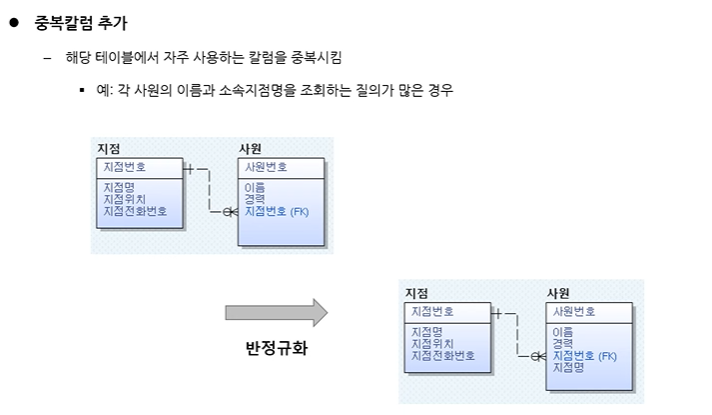 ● 중복칼럼 추가
– 해당 테이블에서 자주 사용하는 칼럼을 중복시킴
▪ 예: 각 사원의 이름과 소속지점명을 조회하는 질의가 많은 경우
지점
지점번호
지점명
지점위치
지점전화번호
사원
사원번호
이름
경력
지점번호 (FK)
반정규화
지점
지점번호
지점명
지점위치
지점전화번호
사원
사원번호
이름
경력
지점번호 (FK)
지점명